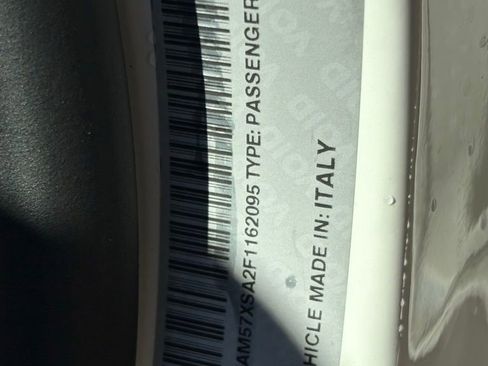 AM57XSA2F1162095 TYPE: PASSENGER
HICLE MADE IN: ITALY